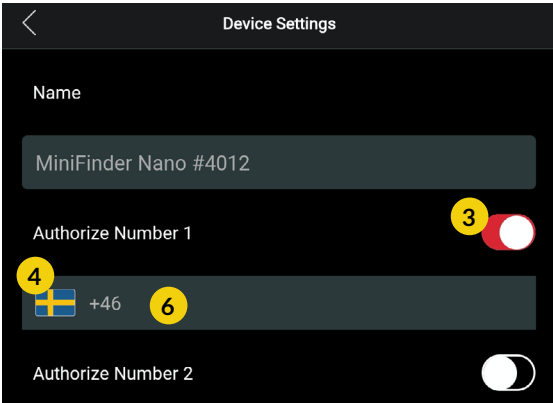 Device Settings
Name
MiniFinder Nano #4012
3
Authorize Number 1
4
+46
6
Authorize Number 2